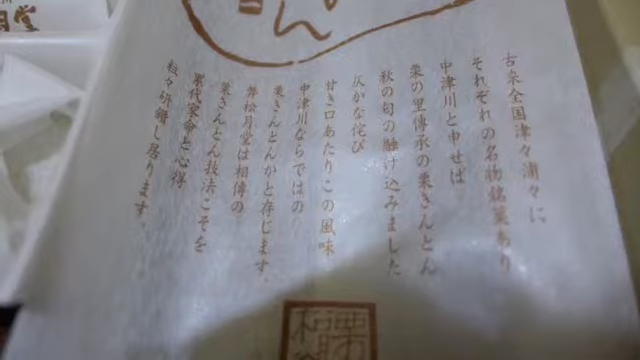 古来全国津々浦々に
それぞれの名物銘菓あり
中津川と申せば
栗の里傳承の栗きんとん
秋の旬の融け込みました
仄かな侘び
甘き口あたりこの風味
中津川ならではの
栗きんとんかと存じます。
弊松月堂は相傳の
栗きんとん技法こそを
累代家命と心得
粒々研錬し居ります。